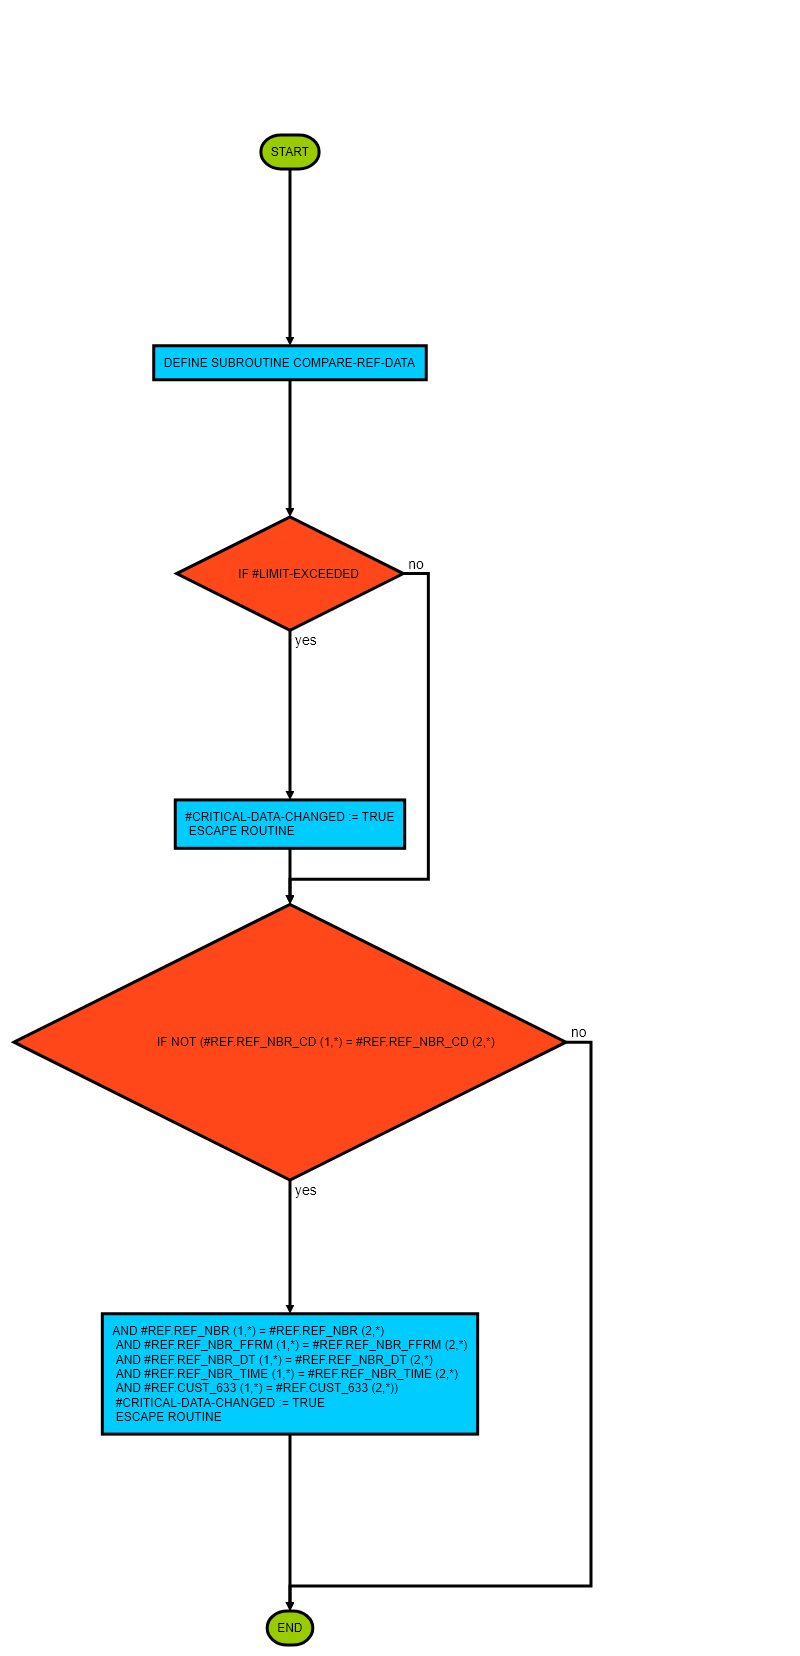 START
DEFINE SUBROUTINE COMPARE-REF-DATA
IF #LIMIT-EXCEEDED
no
yes
#CRITICAL-DATA-CHANGED := TRUE
ESCAPE ROUTINE
IF NOT (#REF.REF_NBR_CD (1,*) = #REF.REF_NBR_CD (2,*)
no
yes
AND #REF.REF_NBR (1,*) = #REF.REF_NBR (2,*)
AND #REF.REF_NBR_FFRM (1,*) = #REF.REF_NBR_FFRM (2,*)
AND #REF.REF_NBR_DT (1,*) = #REF.REF_NBR_DT (2,*)
AND #REF.REF_NBR_TIME (1,*) = #REF.REF_NBR_TIME (2,*)
AND #REF.CUST_633 (1,*) = #REF.CUST_633 (2,*))
#CRITICAL-DATA-CHANGED := TRUE
ESCAPE ROUTINE
END